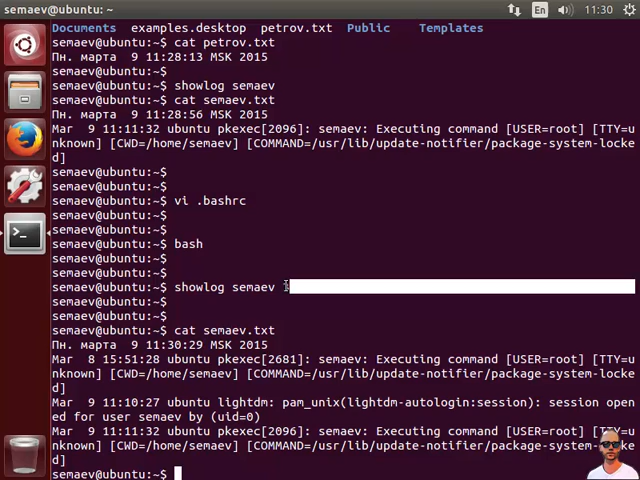 semaev@ubuntu: ~
En
11:30
Documents examples.desktop petrov.txt Public Templates
semaev@ubuntu:~$ cat petrov.txt
Пн. марта 9 11:28:13 MSK 2015
semaev@ubuntu:~$
semaev@ubuntu:~$ showlog semaev
semaev@ubuntu:~$ cat semaev.txt
Пн. марта 9 11:28:56 MSK 2015
Mar 9 11:11:32 ubuntu pkexec[2096]: semaev: Executing command [USER=root] [TTY=u
nknown] [CWD=/home/semaev] [COMMAND=/usr/lib/update-notifier/package-system-locke
d]
semaev@ubuntu:~$
semaev@ubuntu:~$
semaev@ubuntu:~$ vi .bashrc
semaev@ubuntu:~$
semaev@ubuntu:~$
semaev@ubuntu:~$ bash
semaev@ubuntu:~$
semaev@ubuntu:~$
semaev@ubuntu:~$ showlog semaev
semaev@ubuntu:~$
semaev@ubuntu:~$
semaev@ubuntu:~$ cat semaev.txt
Пн. марта 9 11:30:29 MSK 2015
Mar 8 15:51:28 ubuntu pkexec[2681]: semaev: Executing command [USER=root] [TTY=u
nknown] [CWD=/home/semaev] [COMMAND=/usr/lib/update-notifier/package-system-locke
d]
Mar 9 11:10:27 ubuntu lightdm: pam_unix(lightdm-autologin:session): session open
ed for user semaev by (uid=0)
Mar 9 11:11:32 ubuntu pkexec[2096]: semaev: Executing command [USER=root] [TTY=u
nknown] [CWD=/home/semaev] [COMMAND=/usr/lib/update-notifier/package-system-locke
d]
semaev@ubuntu:~$